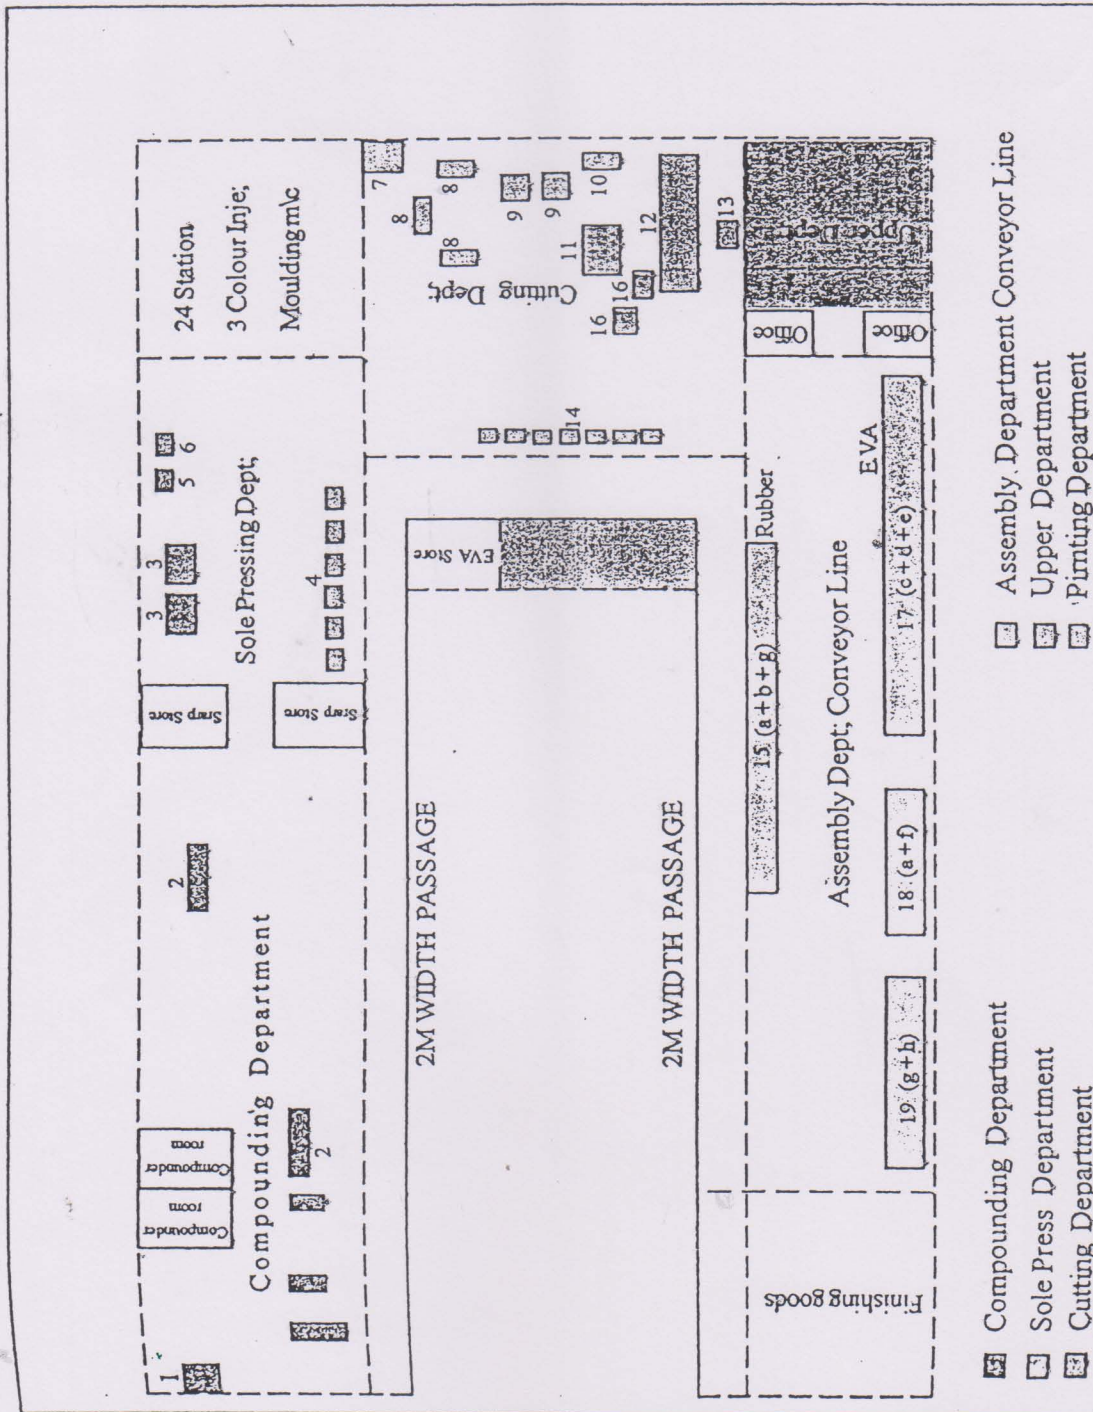 24 Station
3 Colour Inje;
Moulding m\c
5
6
3
3
Sole Pressing Dept;
4
Srarp Store
Srarp Store
2
Compounding Department
Compounder
room
Compounder
room
2
1
7
8
8
8
9
9
10
11
12
Cutting Dept;
16
16
13
14
EVA Store
2M WIDTH PASSAGE
2M WIDTH PASSAGE
Upper Dept;
Office
Office
Rubber
15 (a+b+g)
Assembly Dept; Conveyor Line
EVA
17 (c+d+e)
18 (a+f)
19 (g+h)
Finishing goods
Compounding Department
Sole Press Department
Cutting Department
Assembly Department Conveyor Line
Upper Department
Pirnting Department